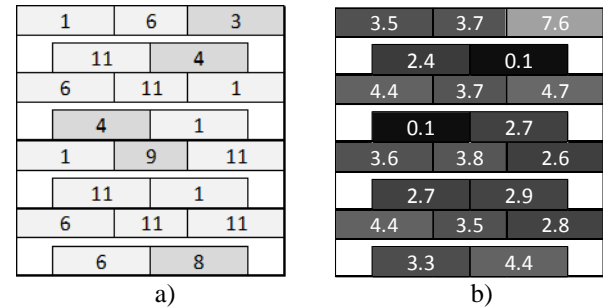 1 6 3 3.5 3.7 7.6
11 4 2.4 0.1
6 11 1 4.4 3.7 4.7
4 1 0.1 2.7
1 9 11 3.6 3.8 2.6
11 1 2.7 2.9
6 11 11 4.4 3.5 2.8
6 8 3.3 4.4
a) b)